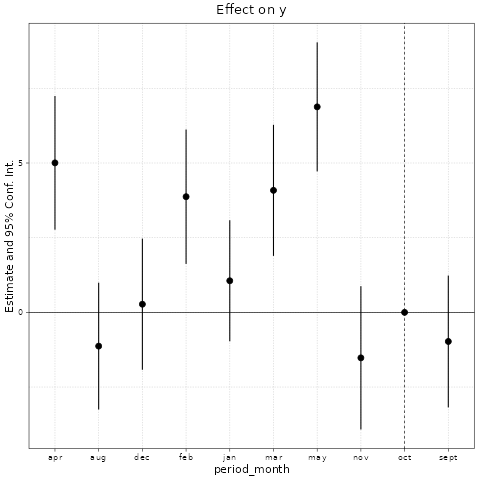 Effect on y
Estimate and 95% Conf. Int.
5
0
apr aug dec feb jan mar may nov oct sept
period_month